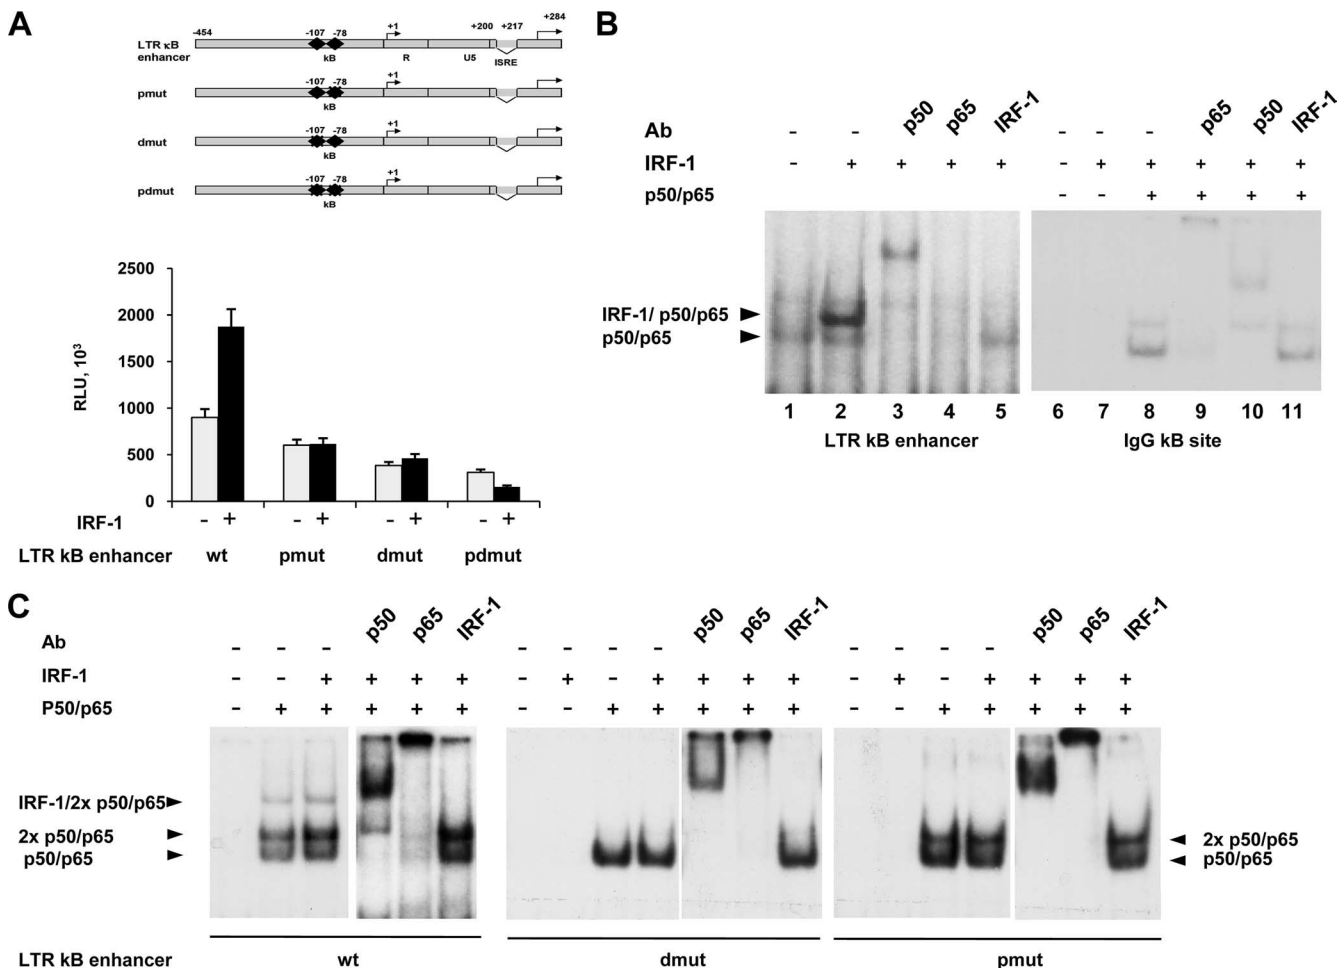 A
-454 -107 -78 +1 +200 +217 +284
LTR κB
enhancer
kB R U5 ISRE
-107 -78 +1
pmut
kB
-107 -78 +1
dmut
kB
-107 -78 +1
pdmut
kB
2500
2000
1500
1000
500
0
RLU, 10³
IRF-1 - + - + - + - +
LTR kB enhancer wt pmut dmut pdmut
B
Ab - - p50 p65 IRF-1 - - - p65 p50 IRF-1
IRF-1 - + + + + - + + + + +
p50/p65 - - + + + +
IRF-1/ p50/p65
p50/p65
1 2 3 4 5 6 7 8 9 10 11
LTR kB enhancer IgG kB site
C
Ab - - - p50 p65 IRF-1 - - - - p50 p65 IRF-1 - - - - p50 p65 IRF-1
IRF-1 - - + + + + - + - + + + + - + - + + + +
P50/p65 - + + + + + - - + + + + + - - + + + + +
IRF-1/2x p50/p65
2x p50/p65 2x p50/p65
p50/p65 p50/p65
LTR kB enhancer wt dmut pmut